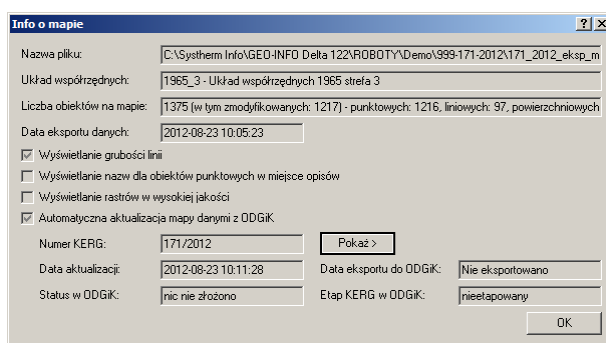 Info o mapie
Nazwa pliku: C:\Systherm Info\GEO-INFO Delta 122\ROBOTY\Demo\999-171-2012\171_2012_eksp_m
Układ współrzędnych: 1965_3 - Układ współrzędnych 1965 strefa 3
Liczba obiektów na mapie: 1375 (w tym zmodyfikowanych: 1217) - punktowych: 1216, liniowych: 97, powierzchniowych
Data eksportu danych: 2012-08-23 10:05:23
Wyświetlanie grubości linii
Wyświetlanie nazw dla obiektów punktowych w miejsce opisów
Wyświetlanie rastrów w wysokiej jakości
Automatyczna aktualizacja mapy danymi z ODGiK
Numer KERG: 171/2012 Pokaż >
Data aktualizacji: 2012-08-23 10:11:28 Data eksportu do ODGiK: Nie eksportowano
Status w ODGiK: nic nie złożono Etap KERG w ODGiK: nieetapowany
OK